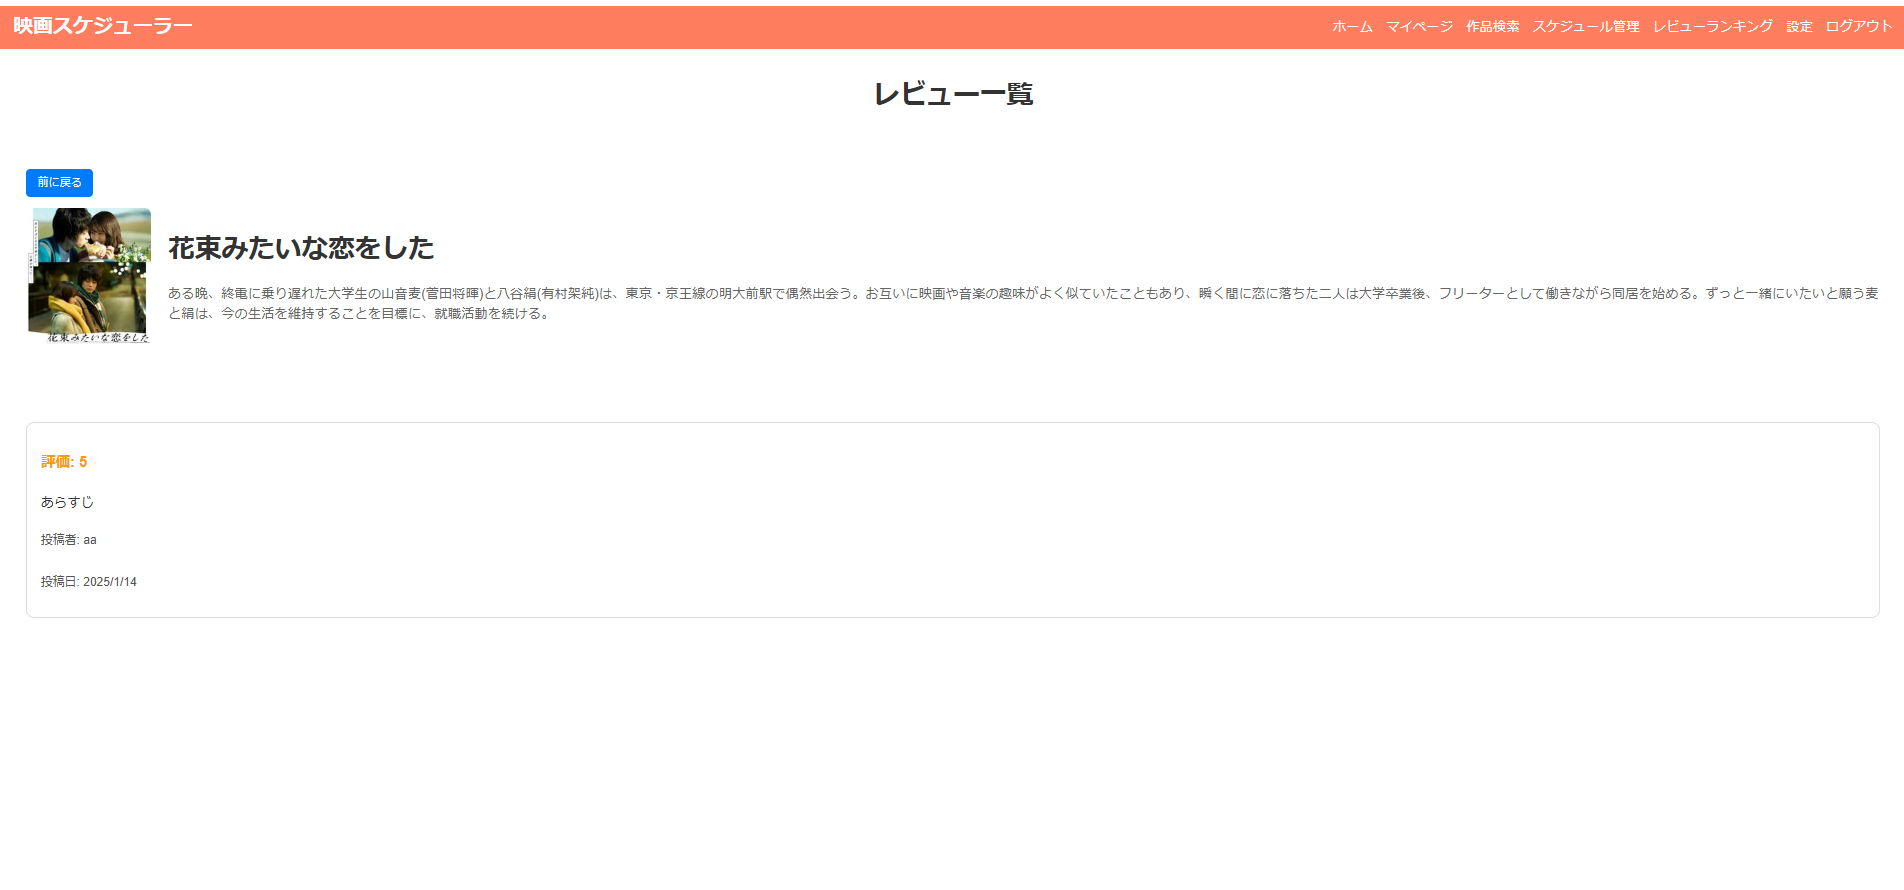 映画スケジューラー
ホーム マイページ 作品検索 スケジュール管理 レビューランキング 設定 ログアウト
レビュー一覧
前に戻る
花束みたいな恋をした
花束みたいな恋をした
ある晩、終電に乗り遅れた大学生の山音麦(菅田将暉)と八谷絹(有村架純)は、東京・京王線の明大前駅で偶然出会う。お互いに映画や音楽の趣味がよく似ていたこともあり、瞬く間に恋に落ちた二人は大学卒業後、フリーターとして働きながら同居を始める。ずっと一緒にいたいと願う麦
と絹は、今の生活を維持することを目標に、就職活動を続ける。
評価: 5
あらすじ
投稿者: aa
投稿日: 2025/1/14